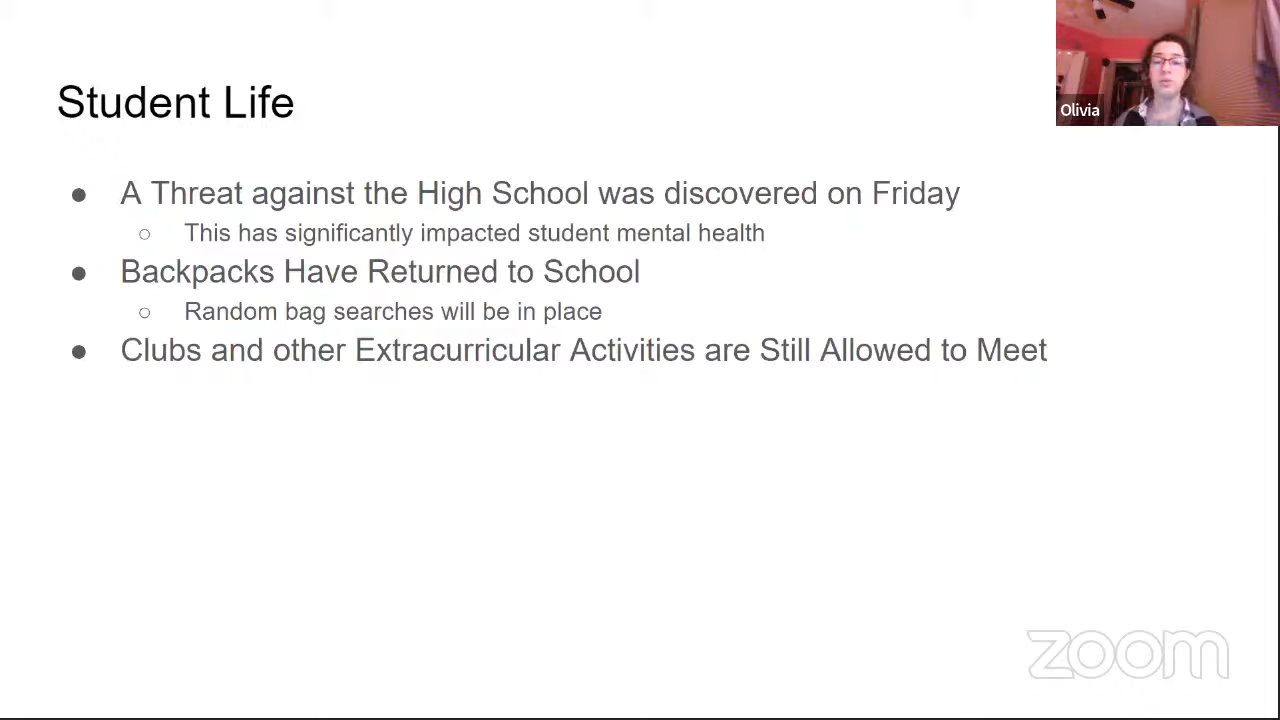 Student Life
Olivia
● A Threat against the High School was discovered on Friday
○ This has significantly impacted student mental health
● Backpacks Have Returned to School
○ Random bag searches will be in place
● Clubs and other Extracurricular Activities are Still Allowed to Meet
zoom